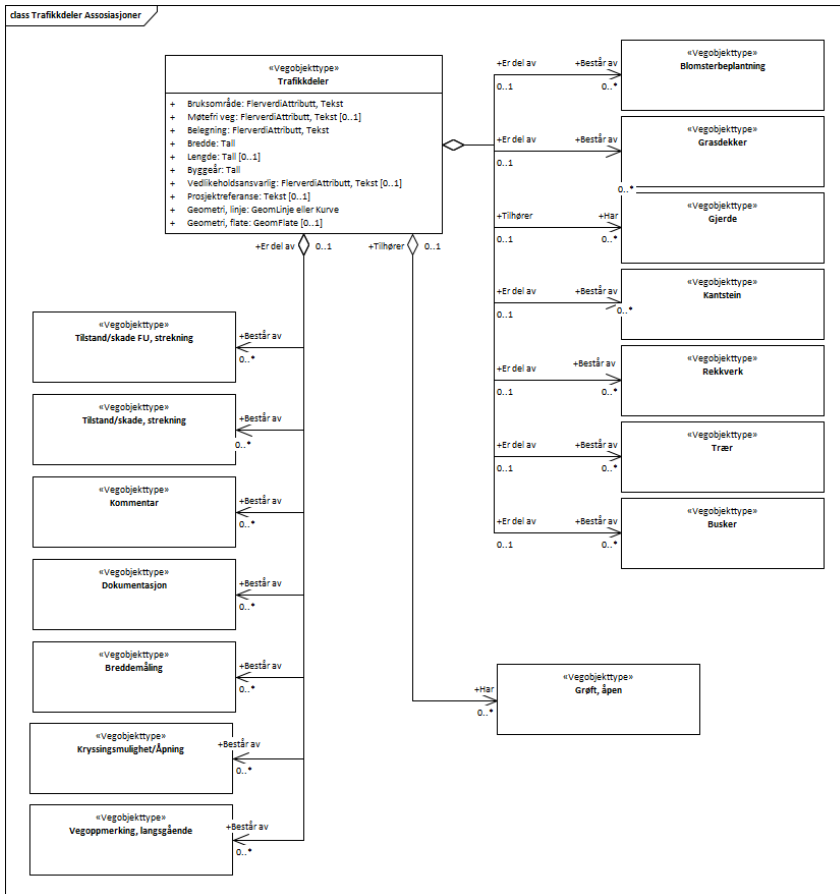 class Trafikkdeler Assosiasjoner
«Vegobjekttype»
Trafikkdeler
+ Bruksområde: FlerverdiAttributt, Tekst
+ Møtefri veg: FlerverdiAttributt, Tekst [0..1]
+ Belegning: FlerverdiAttributt, Tekst
+ Bredde: Tall
+ Lengde: Tall [0..1]
+ Byggeår: Tall
+ Vedlikeholdsansvarlig: FlerverdiAttributt, Tekst [0..1]
+ Prosjektreferanse: Tekst [0..1]
+ Geometri, linje: GeomLinje eller Kurve
+ Geometri, flate: GeomFlate [0..1]
+Er del av 0..1
+Tilhører 0..1
+Er del av +Består av
0..1 0..*
«Vegobjekttype»
Blomsterbeplantning
+Er del av +Består av
0..1 0..*
«Vegobjekttype»
Grasdekker
+Tilhører +Har
0..1 0..*
«Vegobjekttype»
Gjerde
+Er del av +Består av
0..1 0..*
«Vegobjekttype»
Kantstein
+Er del av +Består av
0..1 0..*
«Vegobjekttype»
Rekkverk
+Er del av +Består av
0..1 0..*
«Vegobjekttype»
Trær
+Er del av +Består av
0..1 0..*
«Vegobjekttype»
Busker
«Vegobjekttype»
Tilstand/skade FU, strekning
+Består av
0..*
«Vegobjekttype»
Tilstand/skade, strekning
+Består av
0..*
«Vegobjekttype»
Kommentar
+Består av
0..*
«Vegobjekttype»
Dokumentasjon
+Består av
0..*
«Vegobjekttype»
Breddemåling
+Består av
0..*
«Vegobjekttype»
Kryssingsmulighet/Åpning
+Består av
0..*
«Vegobjekttype»
Vegoppmerking, langsgående
+Består av
0..*
+Har
0..*
«Vegobjekttype»
Grøft, åpen